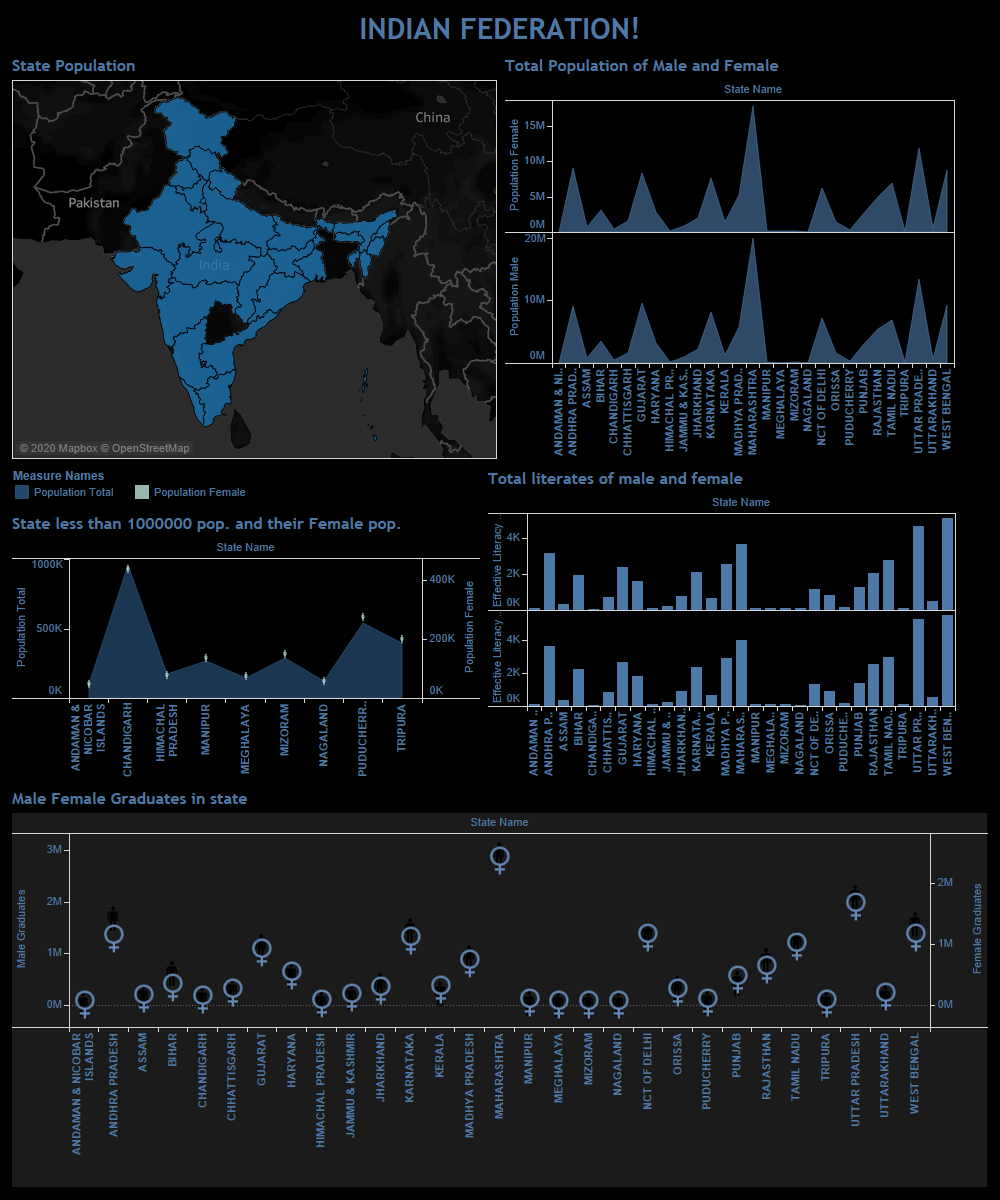 INDIAN FEDERATION!
State Population
China
Pakistan
India
© 2020 Mapbox © OpenStreetMap
Total Population of Male and Female
State Name
Population Female
15M
10M
5M
0M
Population Male
20M
10M
0M
ANDAMAN & NI..
ANDHRA PRAD..
ASSAM
BIHAR
CHANDIGARH
CHHATTISGARH
GUJARAT
HARYANA
HIMACHAL PR..
JAMMU & KAS..
JHARKHAND
KARNATAKA
KERALA
MADHYA PRAD..
MAHARASHTRA
MANIPUR
MEGHALAYA
MIZORAM
NAGALAND
NCT OF DELHI
ORISSA
PUDUCHERRY
PUNJAB
RAJASTHAN
TAMIL NADU
TRIPURA
UTTAR PRADE..
UTTARAKHAND
WEST BENGAL
Measure Names
Population Total
Population Female
State less than 1000000 pop. and their Female pop.
State Name
Population Total
1000K
500K
0K
400K
200K
0K
Population Female
ANDAMAN &
NICOBAR
ISLANDS
CHANDIGARH
HIMACHAL
PRADESH
MANIPUR
MEGHALAYA
MIZORAM
NAGALAND
PUDUCHERR..
TRIPURA
Total literates of male and female
State Name
Effective Literacy ..
4K
2K
0K
Effective Literacy ..
4K
2K
0K
ANDAMAN ..
ANDHRA P..
ASSAM
BIHAR
CHANDIGA..
CHHATTIS..
GUJARAT
HARYANA
HIMACHAL ..
JAMMU & ..
JHARKHAN..
KARNATA..
KERALA
MADHYA P..
MAHARAS..
MANIPUR
MEGHALA..
MIZORAM
NAGALAND
NCT OF DE..
ORISSA
PUDUCHE..
PUNJAB
RAJASTHAN
TAMIL NAD..
TRIPURA
UTTAR PR..
UTTARAKH..
WEST BEN..
Male Female Graduates in state
State Name
Male Graduates
3M
2M
1M
0M
2M
1M
0M
Female Graduates
ANDAMAN & NICOBAR
ISLANDS
ANDHRA PRADESH
ASSAM
BIHAR
CHANDIGARH
CHHATTISGARH
GUJARAT
HARYANA
HIMACHAL PRADESH
JAMMU & KASHMIR
JHARKHAND
KARNATAKA
KERALA
MADHYA PRADESH
MAHARASHTRA
MANIPUR
MEGHALAYA
MIZORAM
NAGALAND
NCT OF DELHI
ORISSA
PUDUCHERRY
PUNJAB
RAJASTHAN
TAMIL NADU
TRIPURA
UTTAR PRADESH
UTTARAKHAND
WEST BENGAL